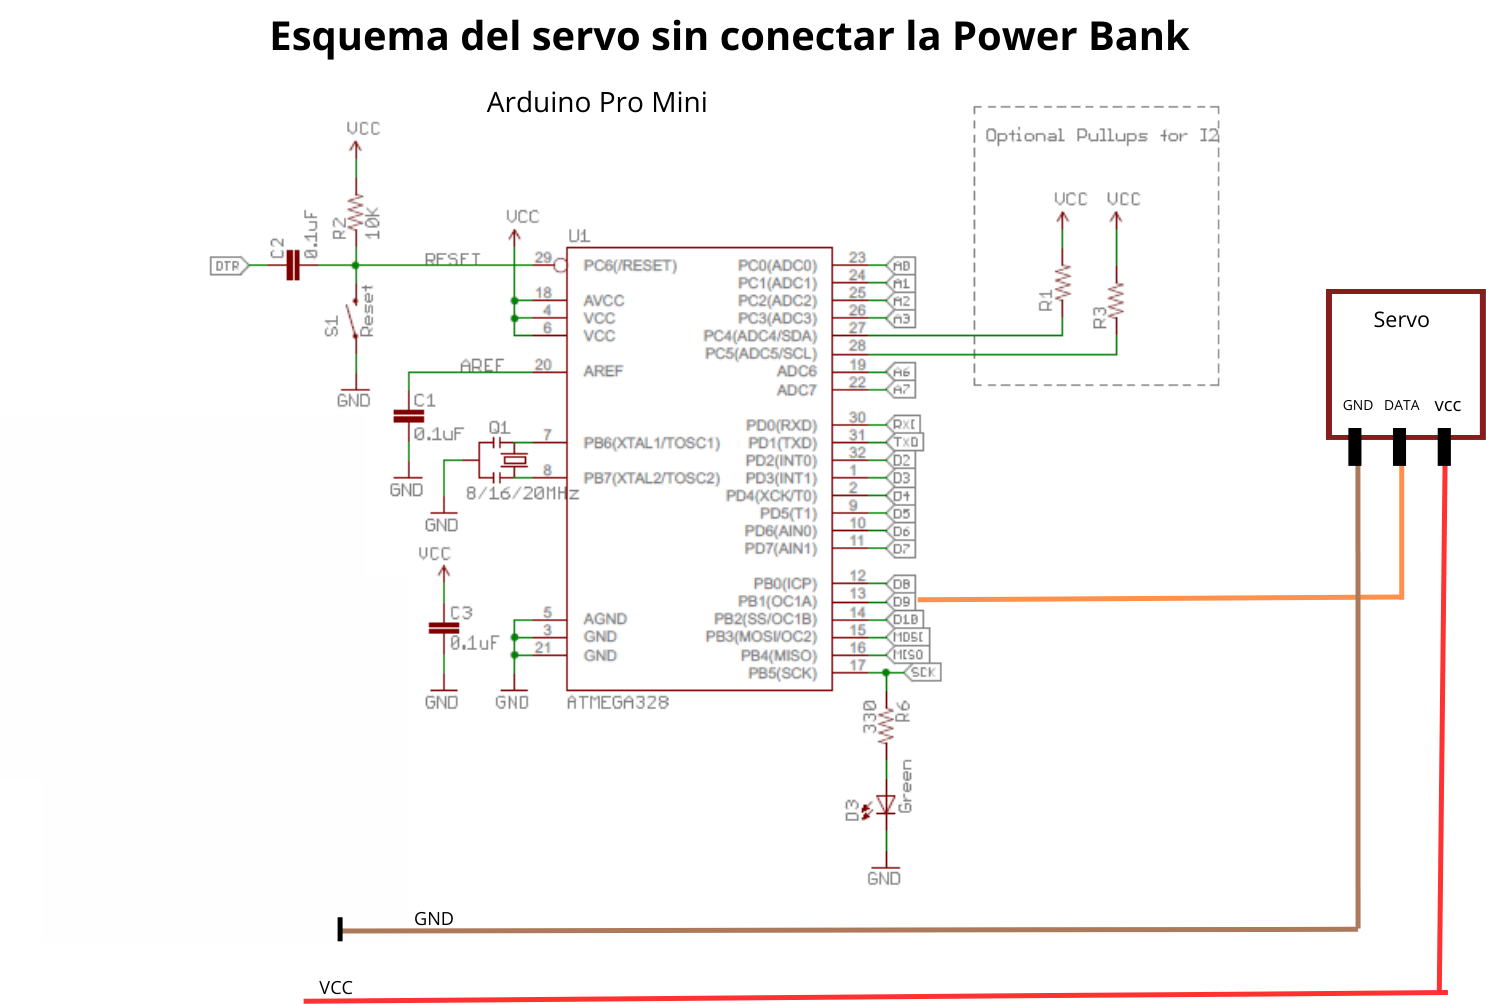 Esquema del servo sin conectar la Power Bank
Arduino Pro Mini
VCC
R2
10K
DTR
C2
0.1uF
RESET
S1
Reset
GND
VCC
U1
29 PC6(/RESET)
18 AVCC
4 VCC
6 VCC
AREF
20 AREF
C1
0.1uF
GND
Q1
7 PB6(XTAL1/TOSC1)
8 PB7(XTAL2/TOSC2)
8/16/20MHz
GND
VCC
C3
0.1uF
GND
5 AGND
3 GND
21 GND
GND
ATMEGA328
PC0(ADC0) 23 A0
PC1(ADC1) 24 A1
PC2(ADC2) 25 A2
PC3(ADC3) 26 A3
PC4(ADC4/SDA) 27
PC5(ADC5/SCL) 28
ADC6 19 A6
ADC7 22 A7
PD0(RXD) 30 RXI
PD1(TXD) 31 TXO
PD2(INT0) 32 D2
PD3(INT1) 1 D3
PD4(XCK/T0) 2 D4
PD5(T1) 9 D5
PD6(AIN0) 10 D6
PD7(AIN1) 11 D7
PB0(ICP) 12 D8
PB1(OC1A) 13 D9
PB2(SS/OC1B) 14 D10
PB3(MOSI/OC2) 15 MOSI
PB4(MISO) 16 MISO
PB5(SCK) 17 SCK
330
R6
D3
Green
GND
Optional Pullups for I2
VCC VCC
R1
R3
Servo
GND DATA vcc
GND
VCC